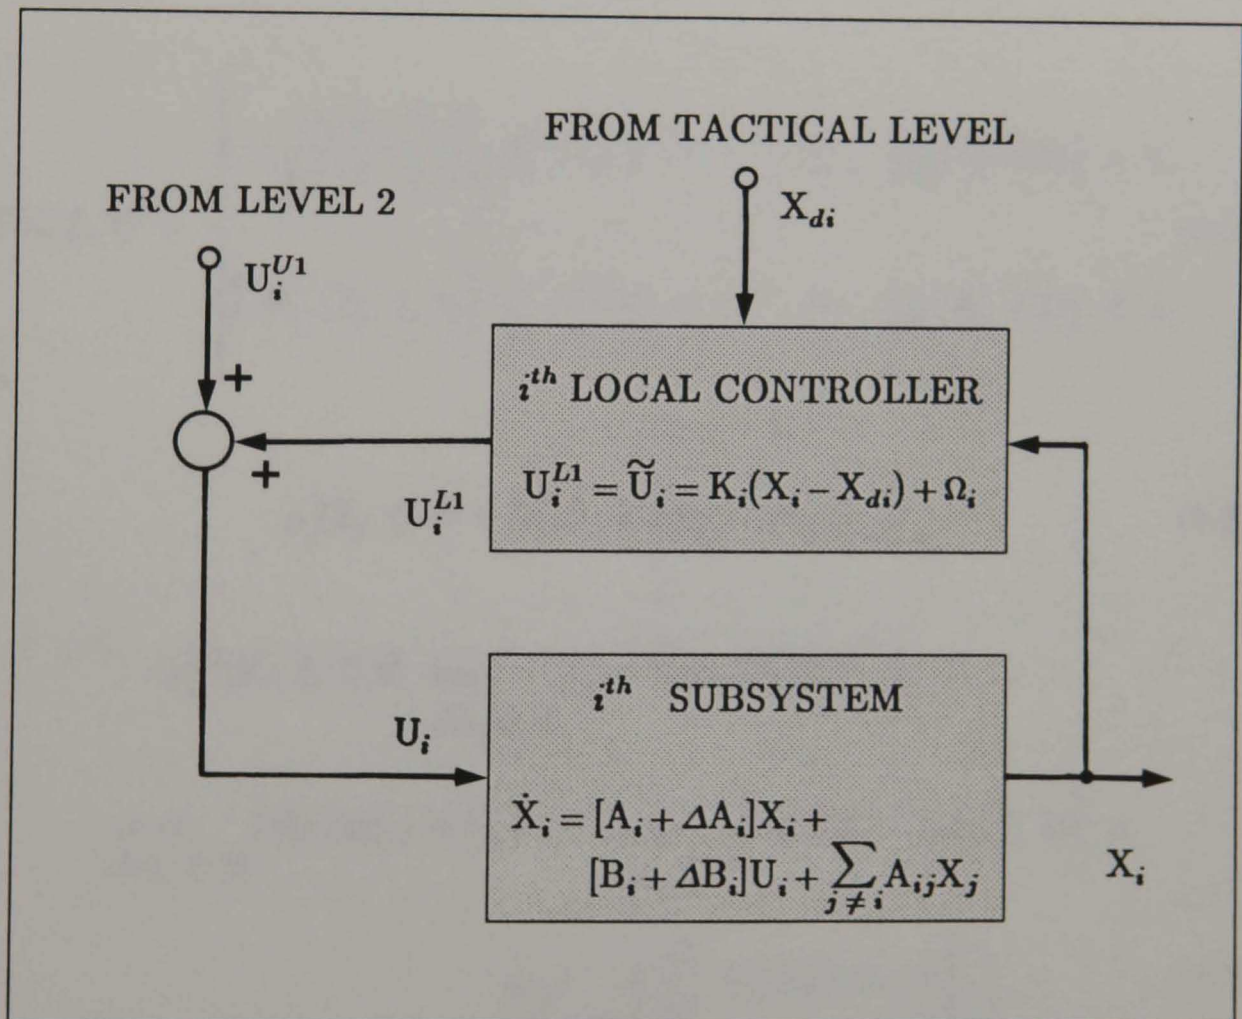 FROM TACTICAL LEVEL
X_{di}
FROM LEVEL 2
U_i^{U1}
+
+
i^{th} LOCAL CONTROLLER
U_i^{L1} = Ũ_i = K_i(X_i − X_{di}) + Ω_i
U_i^{L1}
i^{th} SUBSYSTEM
U_i
Ẋ_i = [A_i + ΔA_i]X_i +
[B_i + ΔB_i]U_i + ∑_{j ≠ i} A_{ij}X_j
X_i